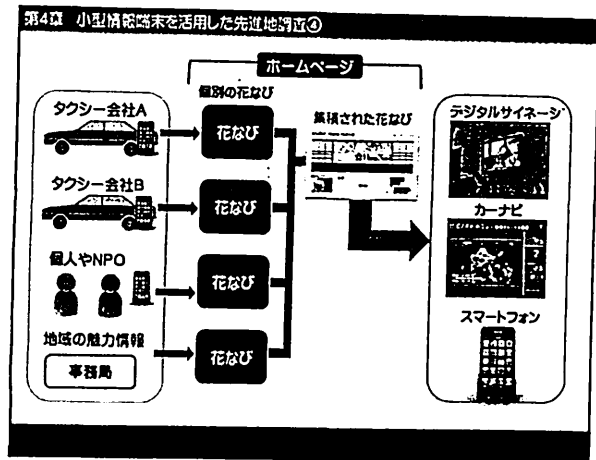 第4章 小型情報端末を活用した先進地調査④
ホームページ
個別の花なび
集積された花なび
タクシー会社A
花なび
タクシー会社B
花なび
個人やNPO
花なび
地域の魅力情報
事務局
花なび
デジタルサイネージ
カーナビ
スマートフォン